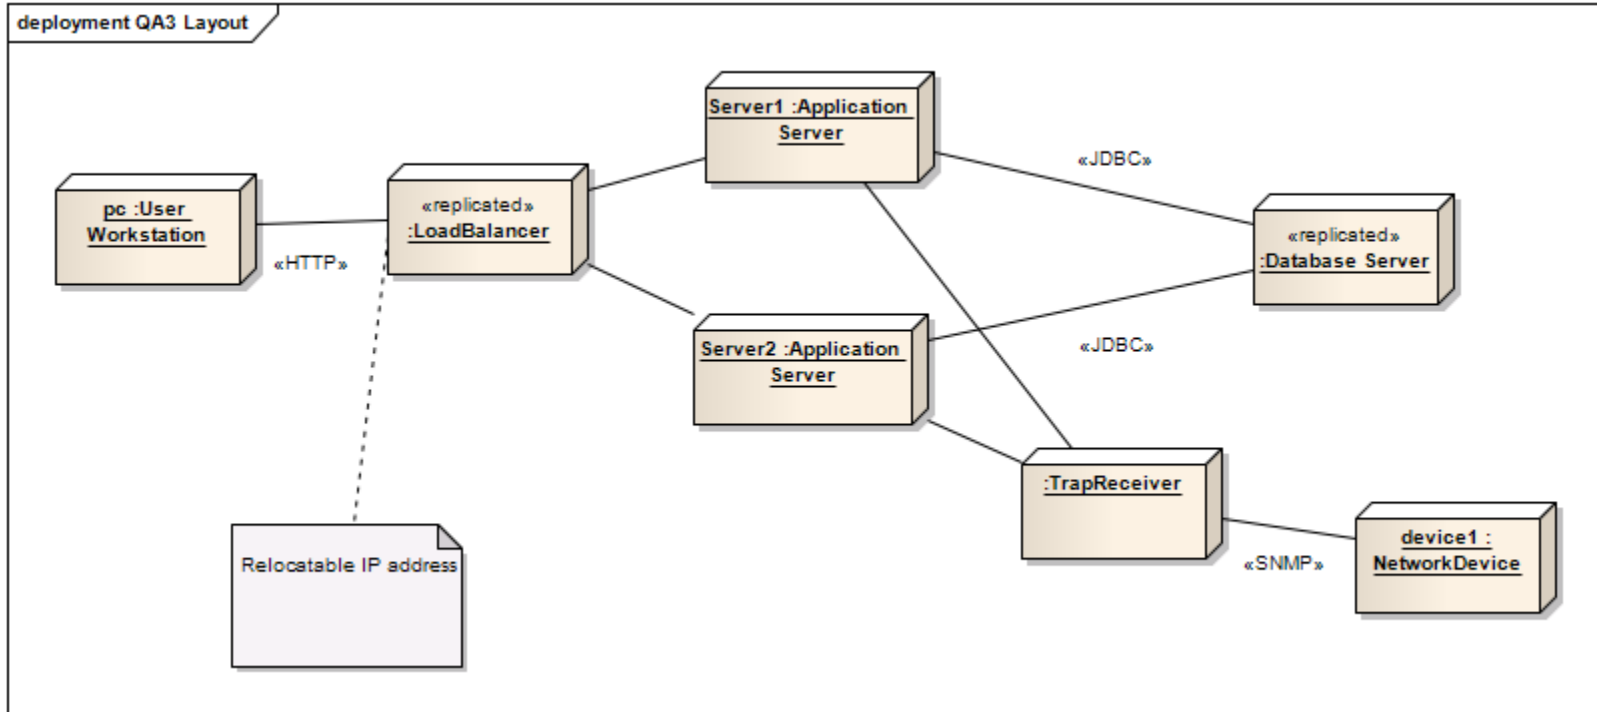 deployment QA3 Layout
Server1 :Application
Server
«JDBC»
pc :User
Workstation
«HTTP»
«replicated»
:LoadBalancer
«replicated»
:Database Server
Server2 :Application
Server
«JDBC»
:TrapReceiver
«SNMP»
device1 :
NetworkDevice
Relocatable IP address